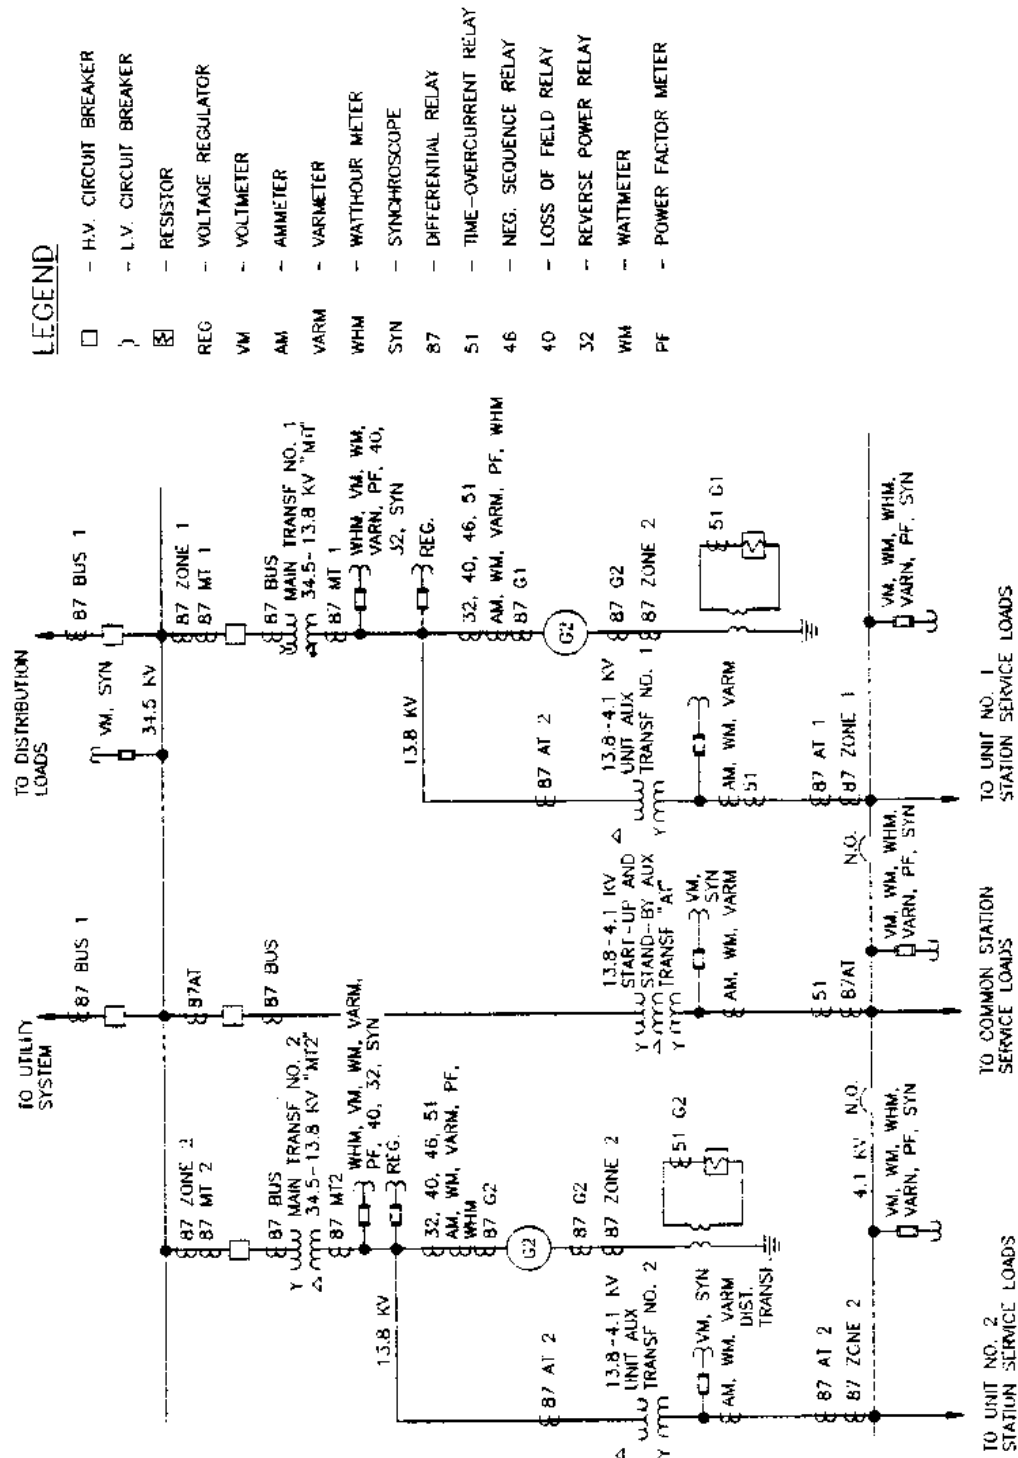 LEGEND
- H.V. CIRCUIT BREAKER
- L.V. CIRCUIT BREAKER
- RESISTOR
REG - VOLTAGE REGULATOR
VM - VOLTMETER
AM - AMMETER
VARM - VARMETER
WHM - WATTHOUR METER
SYN - SYNCHROSCOPE
87 - DIFFERENTIAL RELAY
51 - TIME-OVERCURRENT RELAY
46 - NEG. SEQUENCE RELAY
40 - LOSS OF FIELD RELAY
32 - REVERSE POWER RELAY
WM - WATTMETER
PF - POWER FACTOR METER
TO UTILITY
SYSTEM
87 BUS 1
87AT
87 BUS
13.8-4.1 KV
START-UP AND
STAND-BY AUX
TRANSF "AT"
Y
Δ
Y
VM,
SYN
AM, WM, VARM
51
87AT
VM, WM, WHM,
VARN, PF, SYN
TO COMMON STATION
SERVICE LOADS
TO DISTRIBUTION
LOADS
87 BUS 1
VM, SYN
34.5 KV
87 ZONE 1
87 MT 1
87 BUS
MAIN TRANSF NO. 1
34.5-13.8 KV "MT"
87 MT 1
WHM, VM, WM,
VARN, PF, 40,
32, SYN
REG.
13.8 KV
32, 40, 46, 51
AM, WM, VARM, PF, WHM
87 G1
G2
87 G2
87 ZONE 2
51 G1
87 AT 2
13.8-4.1 KV
UNIT AUX
TRANSF NO. 1
Δ
Y
AM, WM, VARM
51
87 AT 1
87 ZONE 1
N.O.
VM, WM, WHM,
VARN, PF, SYN
TO UNIT NO. 1
STATION SERVICE LOADS
87 ZONE 2
87 MT 2
87 BUS
Y
MAIN TRANSF NO. 2
Δ
34.5-13.8 KV "MT2"
87 MT2
WHM, VM, WM, VARM,
PF, 40, 32, SYN
REG.
13.8 KV
32, 40, 46, 51
AM, WM, VARM, PF,
WHM
87 G2
G2
87 G2
87 ZONE 2
51 G2
DIST.
TRANSF
87 AT 2
13.8-4.1 KV
UNIT AUX
TRANSF NO. 2
Δ
Y
VM, SYN
AM, WM, VARM
87 AT 2
87 ZONE 2
4.1 KV
N.O.
VM, WM, WHM,
VARN, PF, SYN
TO UNIT NO. 2
STATION SERVICE LOADS